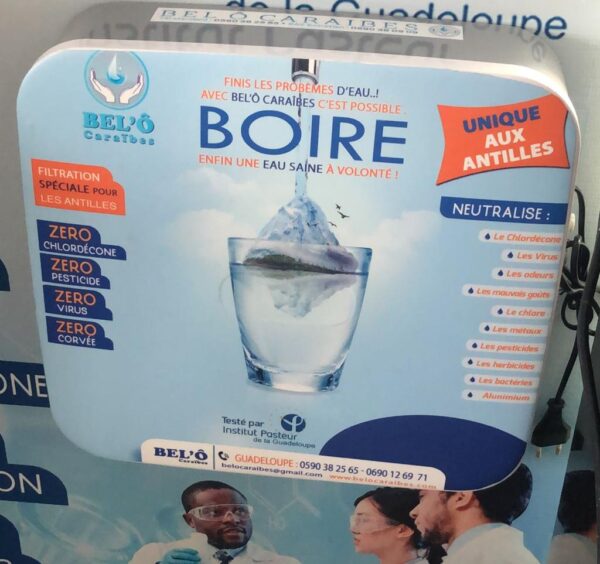 de la Guadeloupe
BEL'Ô CARAIBES
BEL'Ô
Caraïbes
FINIS LES PROBÈMES D'EAU..!
AVEC BEL'Ô CARAÏBES C'EST POSSIBLE .
BOIRE
ENFIN UNE EAU SAINE À VOLONTÉ !
UNIQUE
AUX
ANTILLES
FILTRATION
SPÉCIALE POUR
LES ANTILLES
ZERO
CHLORDÉCONE
ZERO
PESTICIDE
ZERO
VIRUS
ZERO
CORVÉE
NEUTRALISE :
Le Chlordécone
Les Virus
Les odeurs
Les mauvais goûts
Le chlore
Les métaux
Les pesticides
Les herbicides
Les bactéries
Aluminium
Testé par
Institut Pasteur
de la Guadeloupe
BEL'Ô
Caraïbes
GUADELOUPE : 0590 38 25 65 - 0690 12 69 71
belocaraibes@gmail.com www.belocaraibes.com
ONE
ON